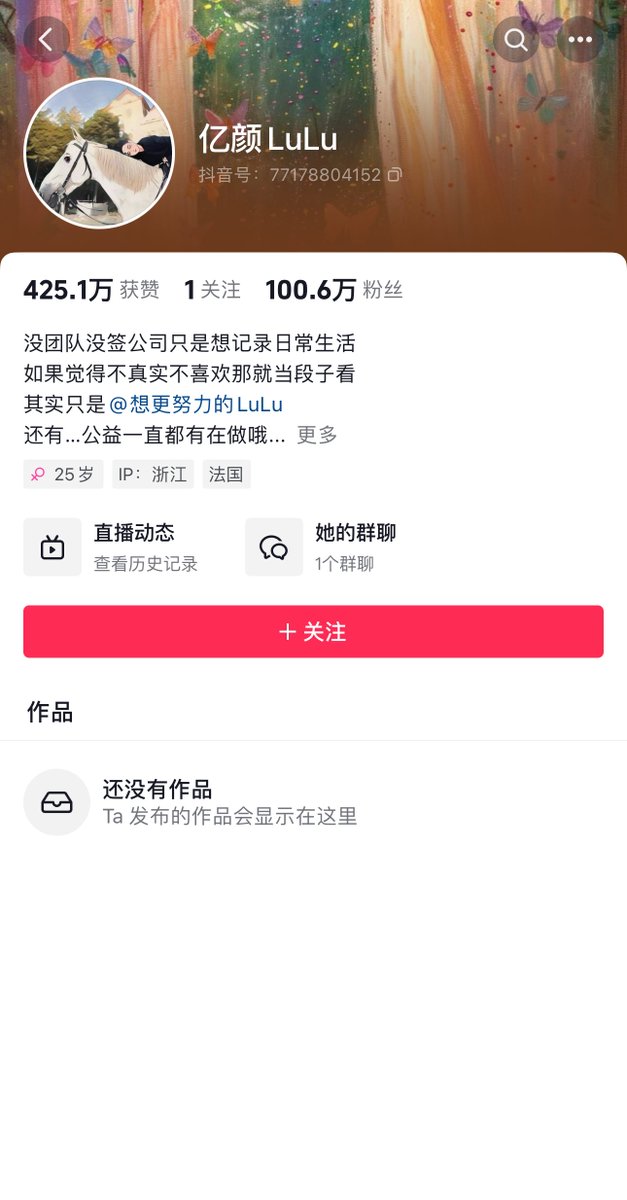 亿颜LuLu
抖音号：77178804152
425.1万 获赞 1 关注 100.6万 粉丝
没团队没签公司只是想记录日常生活
如果觉得不真实不喜欢那就当段子看
其实只是@想更努力的LuLu
还有...公益一直都有在做哦... 更多
25岁 IP：浙江 法国
直播动态
查看历史记录
她的群聊
1个群聊
＋关注
作品
还没有作品
Ta 发布的作品会显示在这里